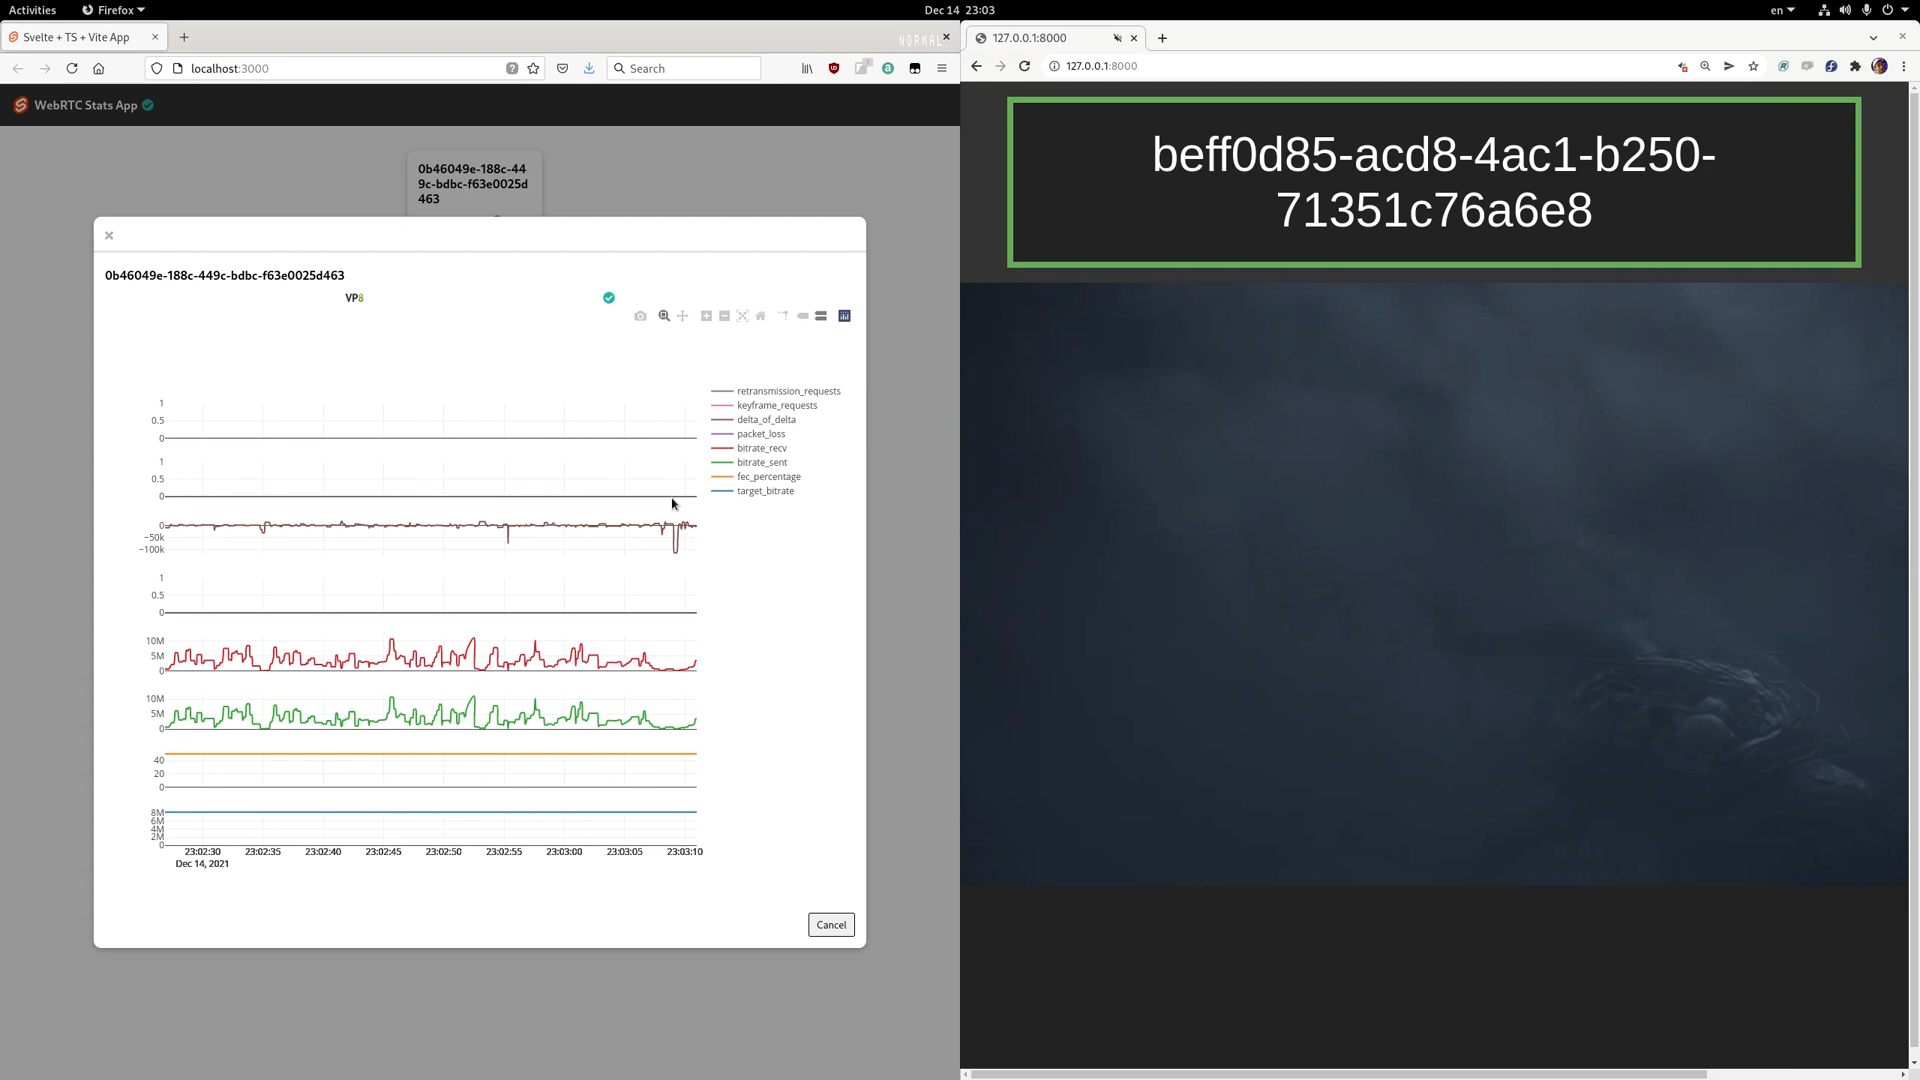 Activities
Firefox
Dec 14 23:03
en
Svelte + TS + Vite App
NORMAL
localhost:3000
Search
WebRTC Stats App
0b46049e-188c-44
9c-bdbc-f63e0025d
463
0b46049e-188c-449c-bdbc-f63e0025d463
VP8
retransmission_requests
keyframe_requests
delta_of_delta
packet_loss
bitrate_recv
bitrate_sent
fec_percentage
target_bitrate
1
0.5
0
1
0.5
0
0
−50k
−100k
1
0.5
0
10M
5M
0
10M
5M
0
40
20
0
8M
6M
4M
2M
0
23:02:30 23:02:35 23:02:40 23:02:45 23:02:50 23:02:55 23:03:00 23:03:05 23:03:10
Dec 14, 2021
Cancel
127.0.0.1:8000
127.0.0.1:8000
beff0d85-acd8-4ac1-b250-
71351c76a6e8